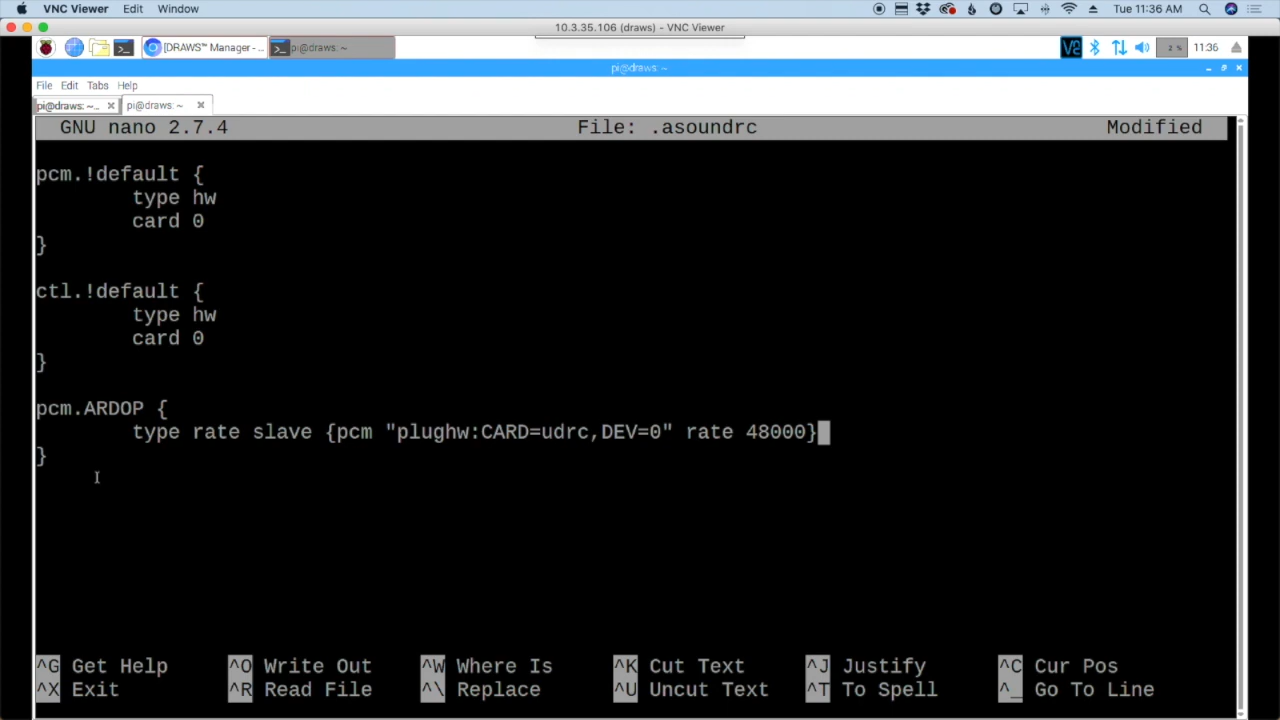 VNC Viewer Edit Window Tue 11:36 AM
10.3.35.106 (draws) - VNC Viewer
[DRAWS™ Manager - ... pi@draws: ~ V2 2 % 11:36
pi@draws: ~
File Edit Tabs Help
pi@draws: ~... pi@draws: ~
GNU nano 2.7.4 File: .asoundrc Modified
pcm.!default {
type hw
card 0
}
ctl.!default {
type hw
card 0
}
pcm.ARDOP {
type rate slave {pcm "plughw:CARD=udrc,DEV=0" rate 48000}
}
^G Get Help ^O Write Out ^W Where Is ^K Cut Text ^J Justify ^C Cur Pos
^X Exit ^R Read File ^\ Replace ^U Uncut Text ^T To Spell ^_ Go To Line